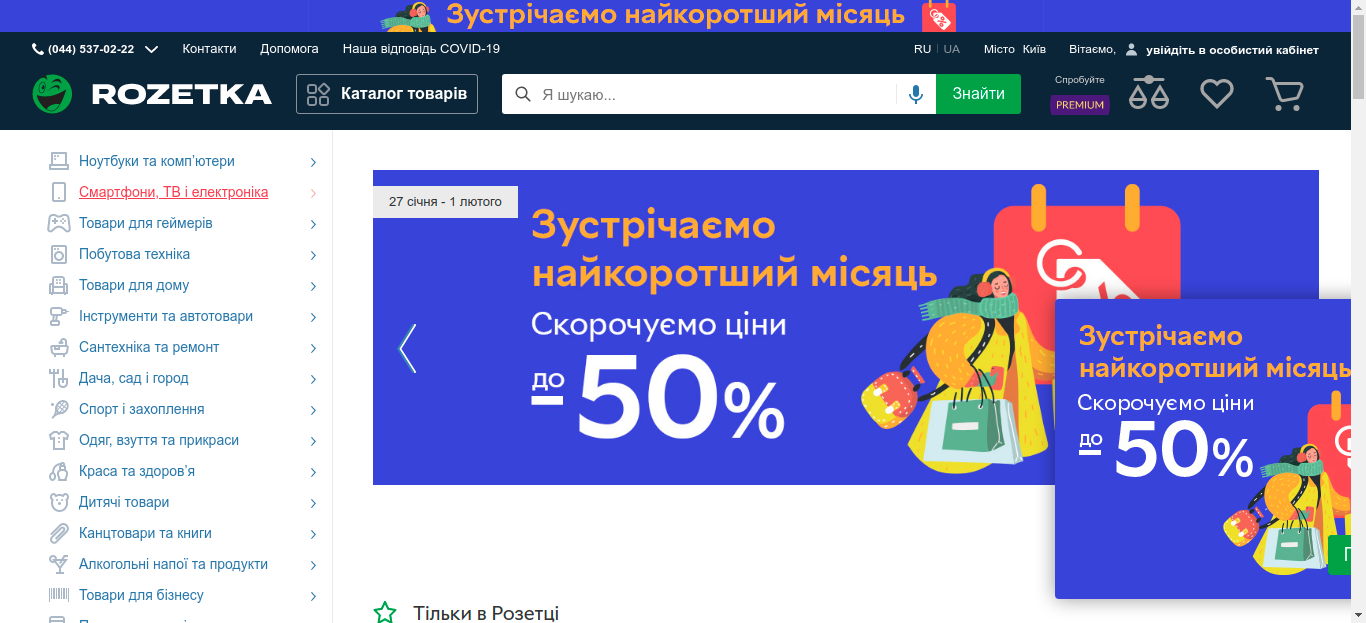 Зустрічаємо найкоротший місяць
(044) 537-02-22 Контакти Допомога Наша відповідь COVID-19 RU UA Місто Київ Вітаємо, увійдіть в особистий кабінет
ROZETKA Каталог товарів Я шукаю... Знайти Спробуйте
PREMIUM
Ноутбуки та комп'ютери
Смартфони, ТВ і електроніка
Товари для геймерів
Побутова техніка
Товари для дому
Інструменти та автотовари
Сантехніка та ремонт
Дача, сад і город
Спорт і захоплення
Одяг, взуття та прикраси
Краса та здоров'я
Дитячі товари
Канцтовари та книги
Алкогольні напої та продукти
Товари для бізнесу
27 січня - 1 лютого
Зустрічаємо
найкоротший місяць
Скорочуємо ціни
до 50%
Зустрічаємо
найкоротший місяць
Скорочуємо ціни
до 50%
Тільки в Розетці